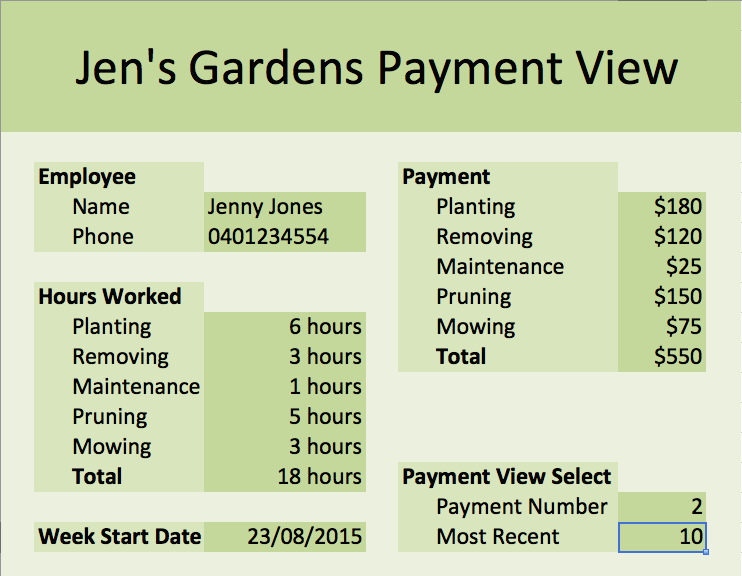 Jen's Gardens Payment View
Employee
Name Jenny Jones
Phone 0401234554
Hours Worked
Planting 6 hours
Removing 3 hours
Maintenance 1 hours
Pruning 5 hours
Mowing 3 hours
Total 18 hours
Week Start Date 23/08/2015
Payment
Planting $180
Removing $120
Maintenance $25
Pruning $150
Mowing $75
Total $550
Payment View Select
Payment Number 2
Most Recent 10